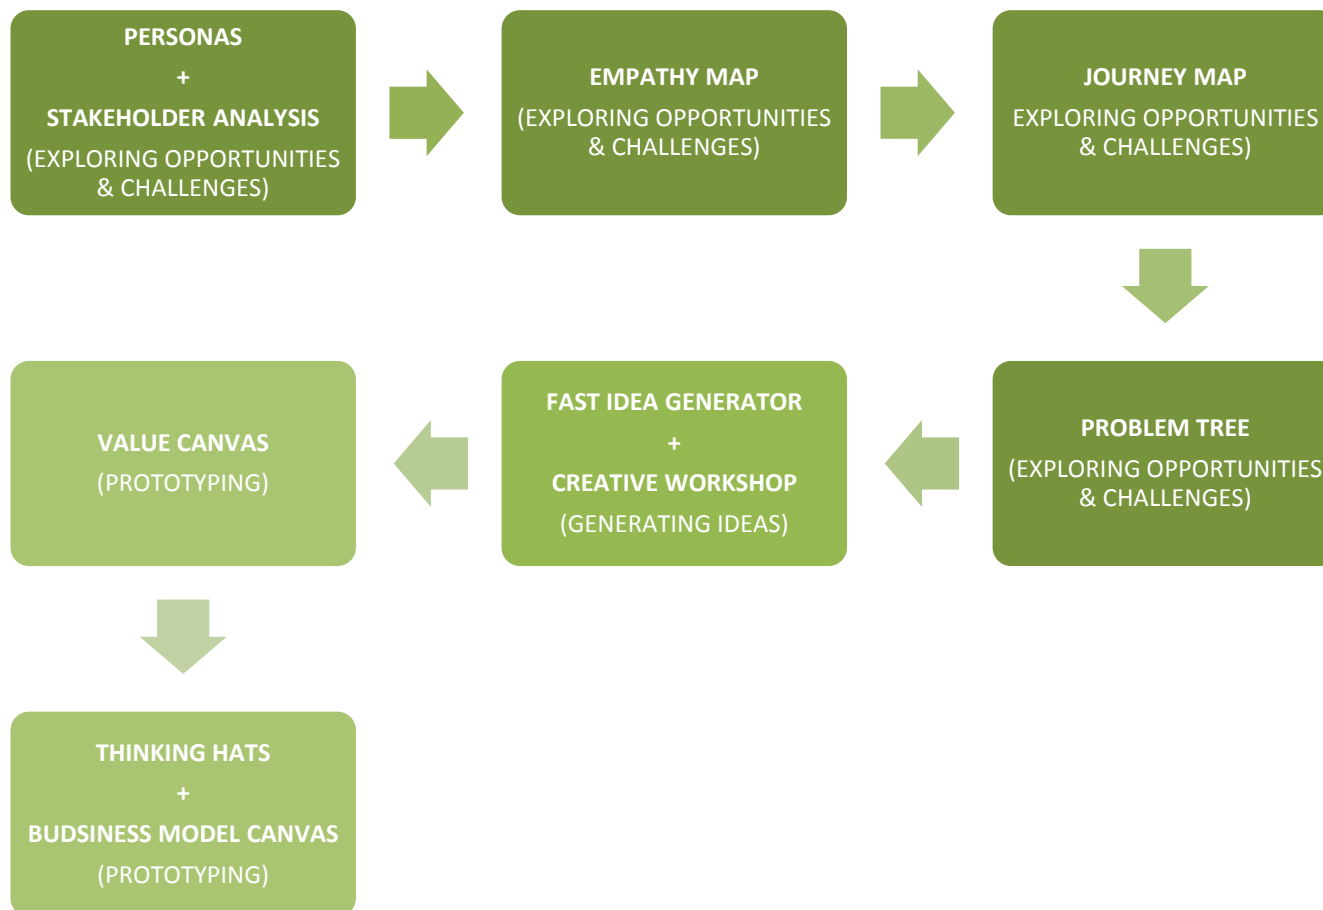 PERSONAS
+
STAKEHOLDER ANALYSIS
(EXPLORING OPPORTUNITIES
& CHALLENGES)
EMPATHY MAP
(EXPLORING OPPORTUNITIES
& CHALLENGES)
JOURNEY MAP
EXPLORING OPPORTUNITIES
& CHALLENGES)
PROBLEM TREE
(EXPLORING OPPORTUNITIES
& CHALLENGES)
FAST IDEA GENERATOR
+
CREATIVE WORKSHOP
(GENERATING IDEAS)
VALUE CANVAS
(PROTOTYPING)
THINKING HATS
+
BUDSINESS MODEL CANVAS
(PROTOTYPING)